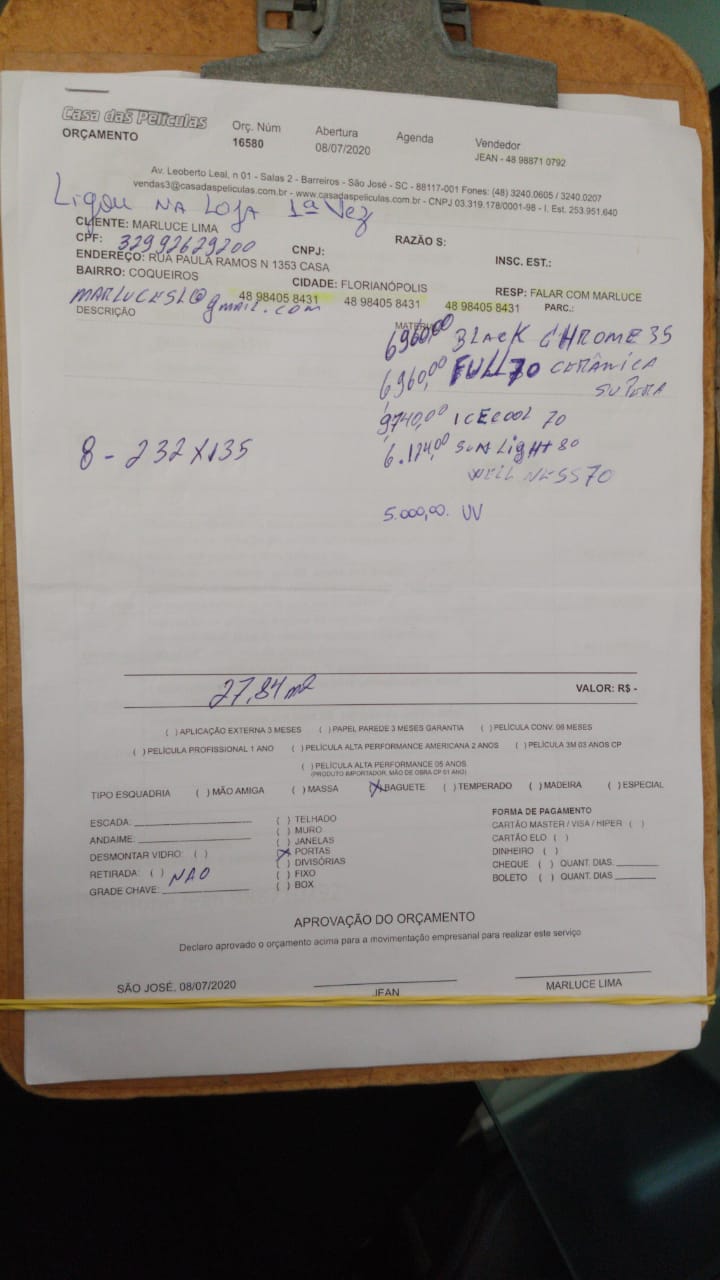 Casa das Películas
ORÇAMENTO
Orç. Núm
16580
Abertura
08/07/2020
Agenda
Vendedor
JEAN - 48 98871 0792
Av. Leoberto Leal, n 01 - Salas 2 - Barreiros - São José - SC - 88117-001 Fones: (48) 3240.0605 / 3240.0207
vendas3@casadaspeliculas.com.br - www.casadaspeliculas.com.br - CNPJ 03.319.178/0001-98 - I. Est. 253.951.640
Ligou NA LOJA 1ª Vez
CLIENTE: MARLUCE LIMA
RAZÃO S:
CPF: 32992629200
CNPJ:
INSC. EST.:
ENDEREÇO: RUA PAULA RAMOS N 1353 CASA
BAIRRO: COQUEIROS
CIDADE: FLORIANÓPOLIS
RESP: FALAR COM MARLUCE
MARLUCESL@gmail.com
48 98405 8431
48 98405 8431
48 98405 8431
PARC.:
DESCRIÇÃO
6960,00 BLACK CHROME 35
6960,00 FULL 70 CERÂMICA
9740,00 ICECOOL 70
6.124,00 SUN LIGHT 80
WELLNESS 70
8 - 232 X 135
5.000,00. UV
27,84 m²
VALOR: R$ -
( ) APLICAÇÃO EXTERNA 3 MESES ( ) PAPEL PAREDE 3 MESES GARANTIA ( ) PELÍCULA CONV. 06 MESES
( ) PELÍCULA PROFISSIONAL 1 ANO ( ) PELÍCULA ALTA PERFORMANCE AMERICANA 2 ANOS ( ) PELÍCULA 3M 03 ANOS CP
( ) PELÍCULA ALTA PERFORMANCE 05 ANOS
(PRODUTO IMPORTADOR, MÃO DE OBRA CP 01 ANO)
TIPO ESQUADRIA ( ) MÃO AMIGA ( ) MASSA (X) BAGUETE ( ) TEMPERADO ( ) MADEIRA ( ) ESPECIAL
ESCADA:
ANDAIME:
DESMONTAR VIDRO: ( )
RETIRADA: ( ) NÃO
GRADE CHAVE:
( ) TELHADO
( ) MURO
( ) JANELAS
(X) PORTAS
( ) DIVISÓRIAS
( ) FIXO
( ) BOX
FORMA DE PAGAMENTO
CARTÃO MASTER / VISA / HIPER ( )
CARTÃO ELO ( )
DINHEIRO ( )
CHEQUE ( ) QUANT. DIAS.
BOLETO ( ) QUANT. DIAS
APROVAÇÃO DO ORÇAMENTO
Declaro aprovado o orçamento acima para a movimentação empresarial para realizar este serviço
SÃO JOSÉ, 08/07/2020
JEAN
MARLUCE LIMA